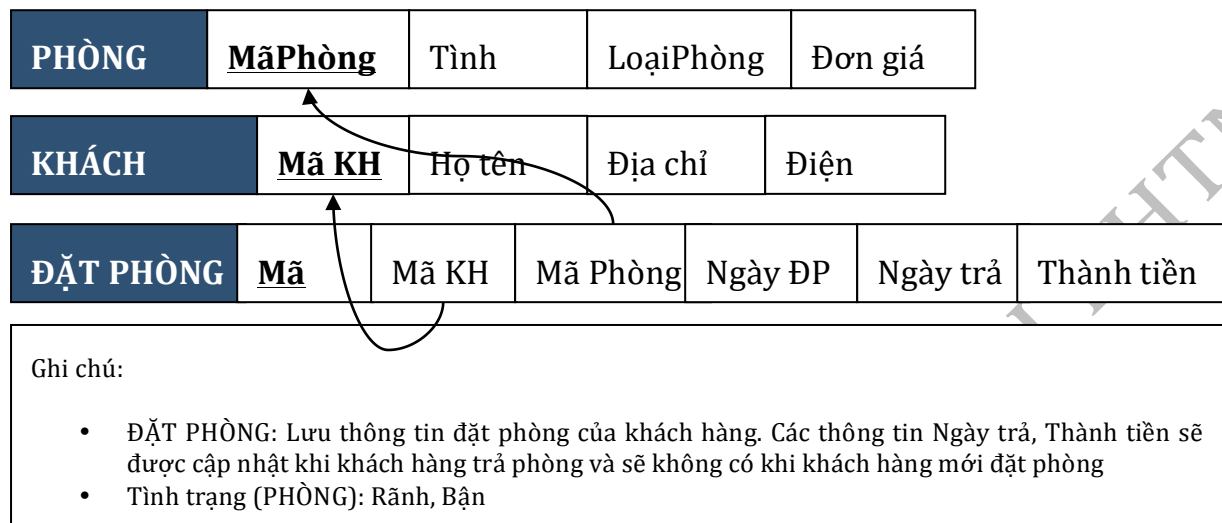 PHÒNG MãPhòng Tình LoạiPhòng Đơn giá
KHÁCH Mã KH Họ tên Địa chỉ Điện
ĐẶT PHÒNG Mã Mã KH Mã Phòng Ngày ĐP Ngày trả Thành tiền
Ghi chú:
• ĐẶT PHÒNG: Lưu thông tin đặt phòng của khách hàng. Các thông tin Ngày trả, Thành tiền sẽ
được cập nhật khi khách hàng trả phòng và sẽ không có khi khách hàng mới đặt phòng
• Tình trạng (PHÒNG): Rãnh, Bận